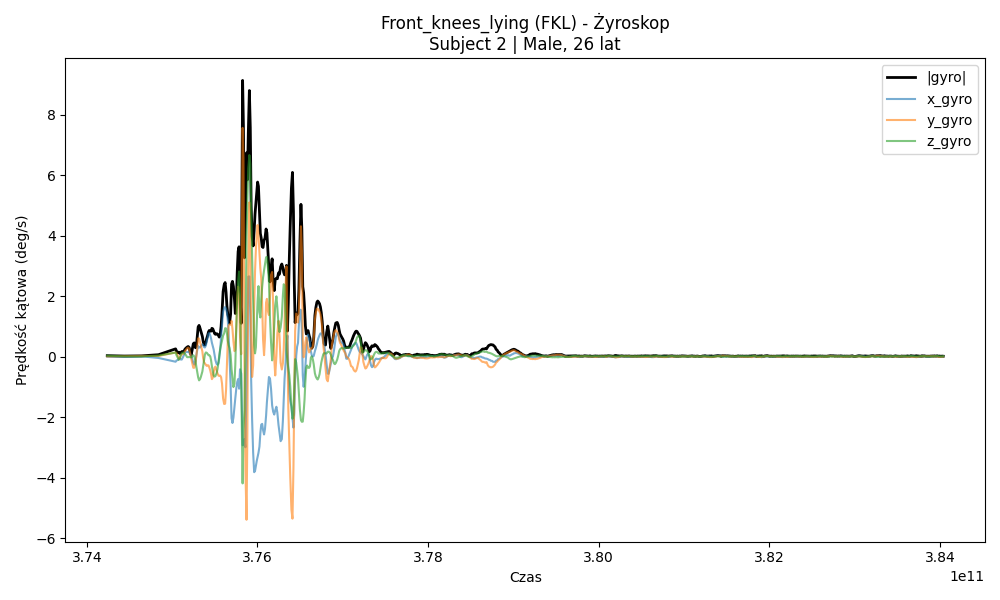 Front_knees_lying (FKL) - Żyroskop
Subject 2 | Male, 26 lat
|gyro|
x_gyro
y_gyro
z_gyro
Prędkość kątowa (deg/s)
8
6
4
2
0
−2
−4
−6
3.74
3.76
3.78
3.80
3.82
3.84
1e11
Czas